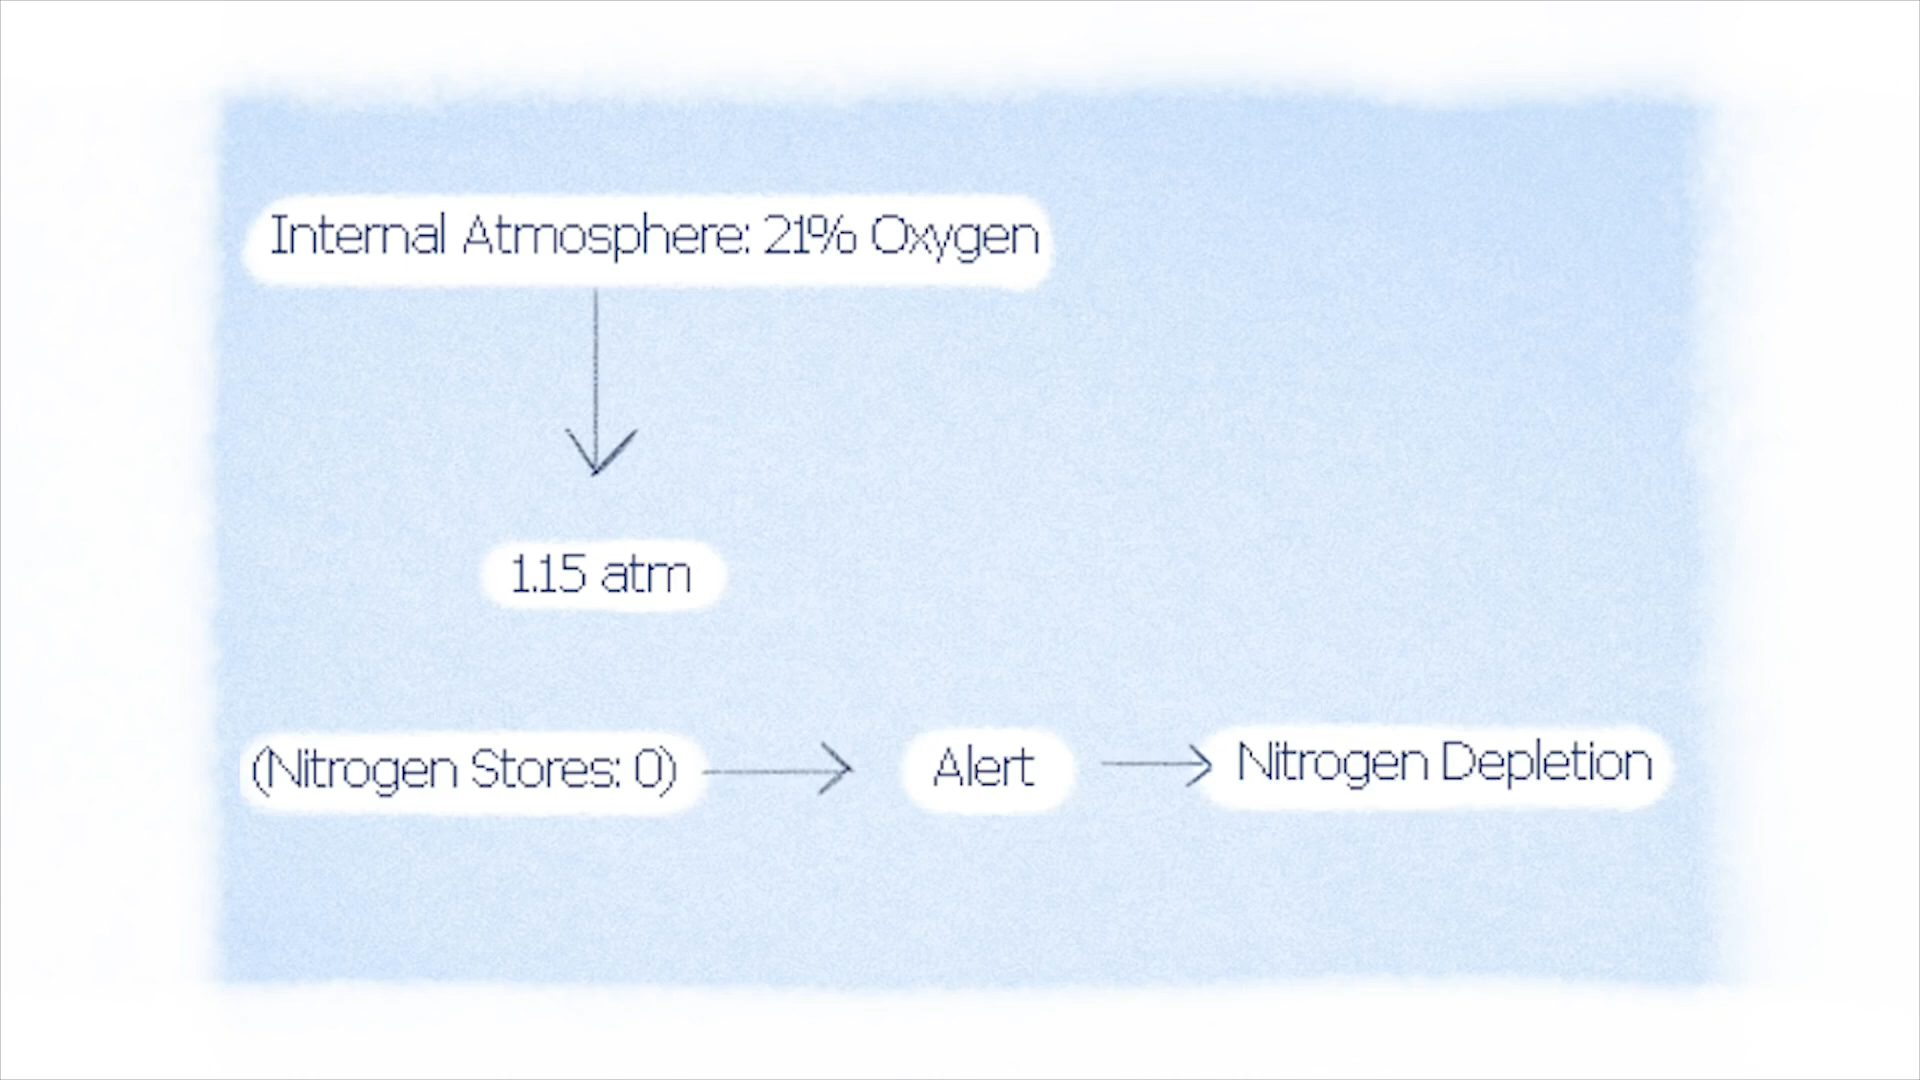 Internal Atmosphere: 21% Oxygen
1.15 atm
(Nitrogen Stores: 0)
Alert
Nitrogen Depletion